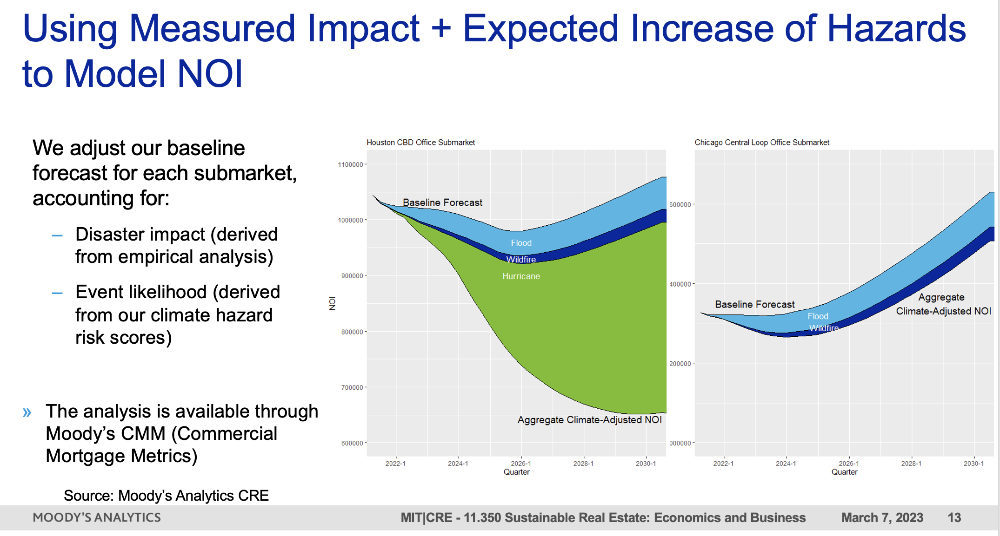 Using Measured Impact + Expected Increase of Hazards
to Model NOI
We adjust our baseline
forecast for each submarket,
accounting for:
– Disaster impact (derived
from empirical analysis)
– Event likelihood (derived
from our climate hazard
risk scores)
» The analysis is available through
Moody’s CMM (Commercial
Mortgage Metrics)
Source: Moody’s Analytics CRE
Houston CBD Office Submarket
NOI
1100000
1000000
900000
800000
700000
600000
Baseline Forecast
Flood
Wildfire
Hurricane
Aggregate Climate-Adjusted NOI
2022-1 2024-1 2026-1 2028-1 2030-1
Quarter
Chicago Central Loop Office Submarket
600000
400000
200000
000000
Baseline Forecast
Flood
Wildfire
Aggregate
Climate-Adjusted NOI
2022-1 2024-1 2026-1 2028-1 2030-1
Quarter
MOODY’S ANALYTICS
MIT|CRE - 11.350 Sustainable Real Estate: Economics and Business March 7, 2023 13